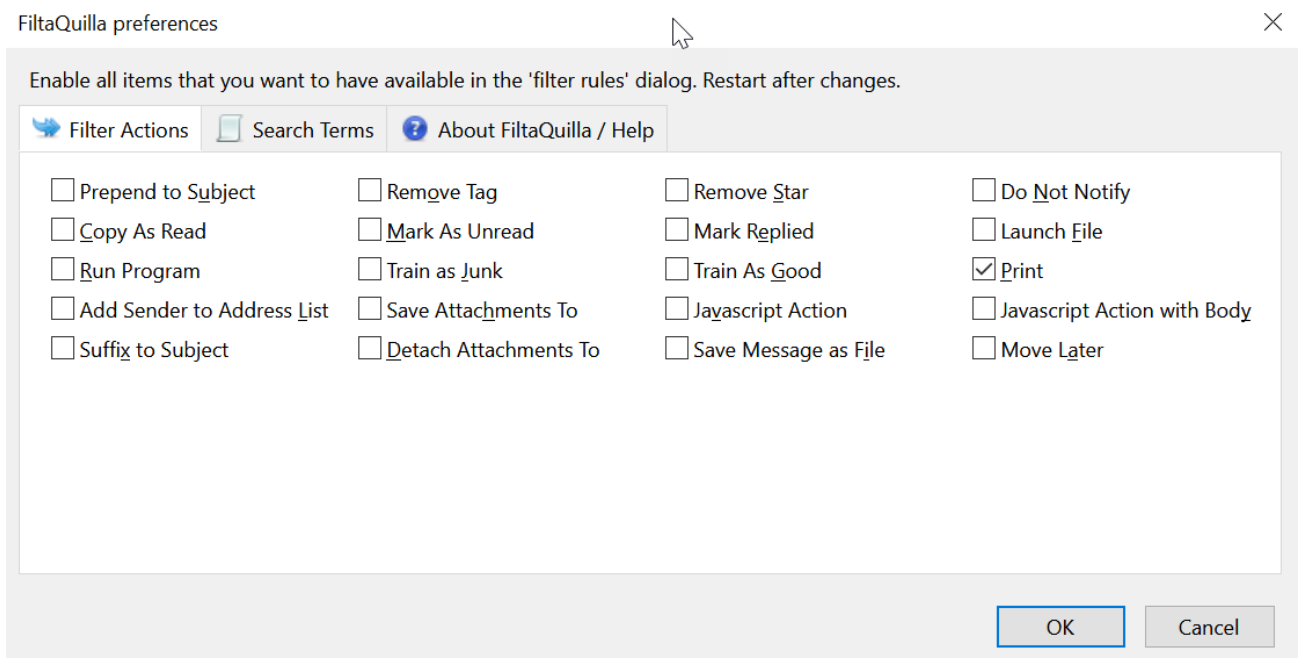 FiltaQuilla preferences
Enable all items that you want to have available in the 'filter rules' dialog. Restart after changes.
Filter Actions Search Terms ? About FiltaQuilla / Help
Prepend to Subject Remove Tag Remove Star Do Not Notify
Copy As Read Mark As Unread Mark Replied Launch File
Run Program Train as Junk Train As Good Print
Add Sender to Address List Save Attachments To Javascript Action Javascript Action with Body
Suffix to Subject Detach Attachments To Save Message as File Move Later
OK Cancel